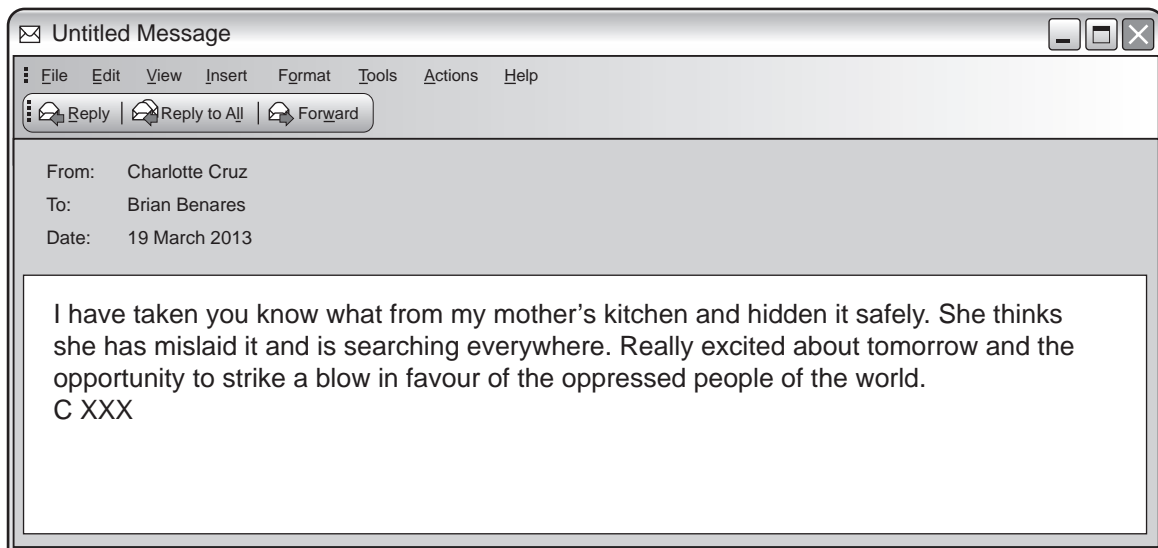 Untitled Message
File Edit View Insert Format Tools Actions Help
Reply Reply to All Forward
From: Charlotte Cruz
To: Brian Benares
Date: 19 March 2013
I have taken you know what from my mother’s kitchen and hidden it safely. She thinks
she has mislaid it and is searching everywhere. Really excited about tomorrow and the
opportunity to strike a blow in favour of the oppressed people of the world.
C XXX